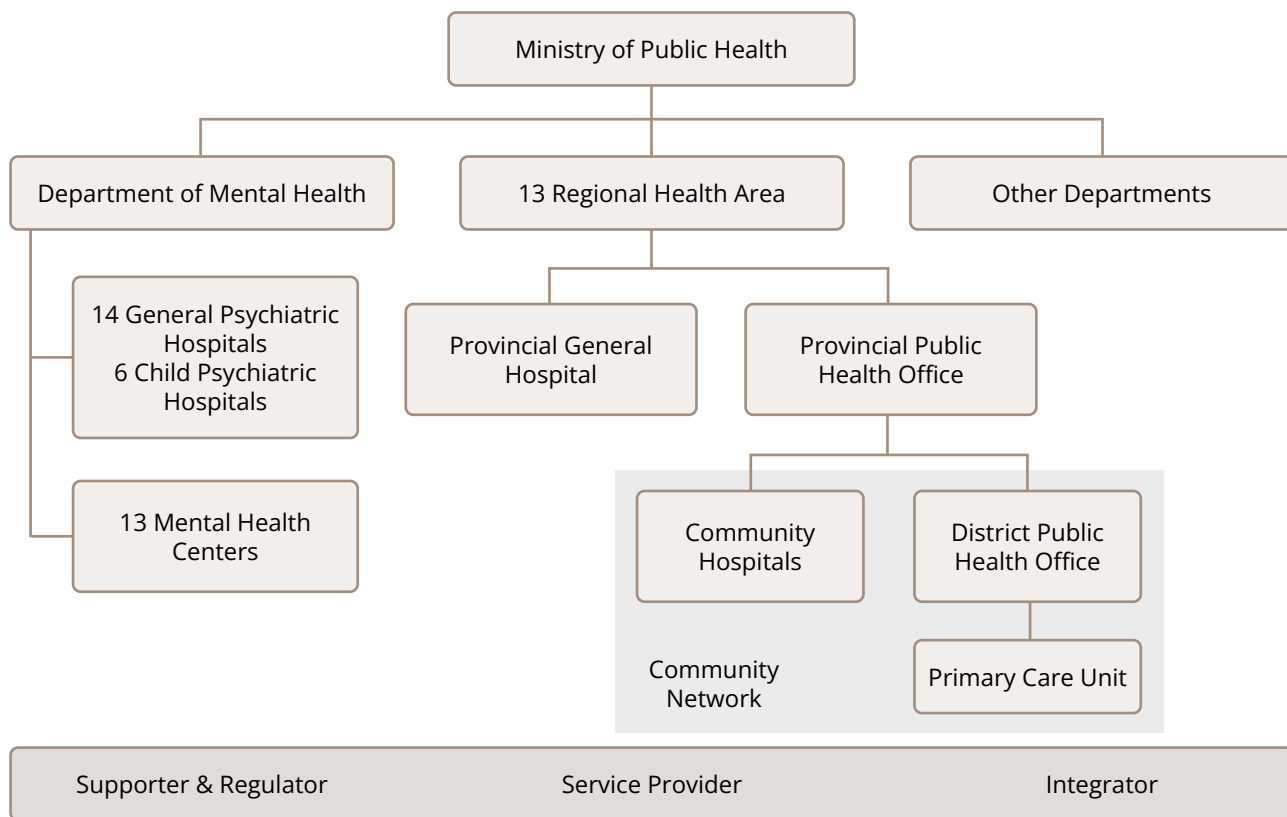 Ministry of Public Health
Department of Mental Health
13 Regional Health Area
Other Departments
14 General Psychiatric
Hospitals
6 Child Psychiatric
Hospitals
Provincial General
Hospital
Provincial Public
Health Office
13 Mental Health
Centers
Community
Hospitals
District Public
Health Office
Community
Network
Primary Care Unit
Supporter & Regulator
Service Provider
Integrator